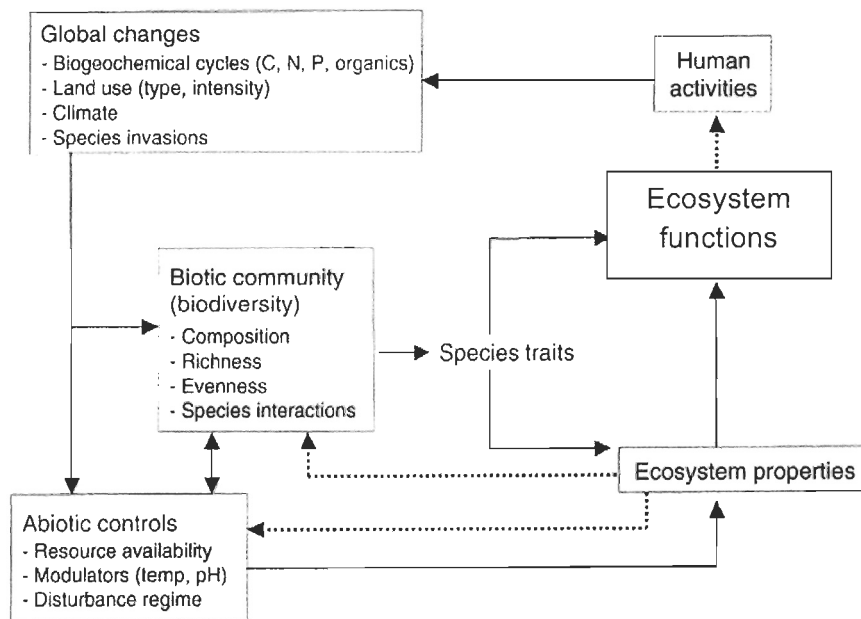 Global changes
- Biogeochemical cycles (C, N, P, organics)
- Land use (type, intensity)
- Climate
- Species invasions
Human
activities
Ecosystem
functions
Biotic community
(biodiversity)
- Composition
- Richness
- Evenness
- Species interactions
Species traits
Ecosystem properties
Abiotic controls
- Resource availability
- Modulators (temp, pH)
- Disturbance regime